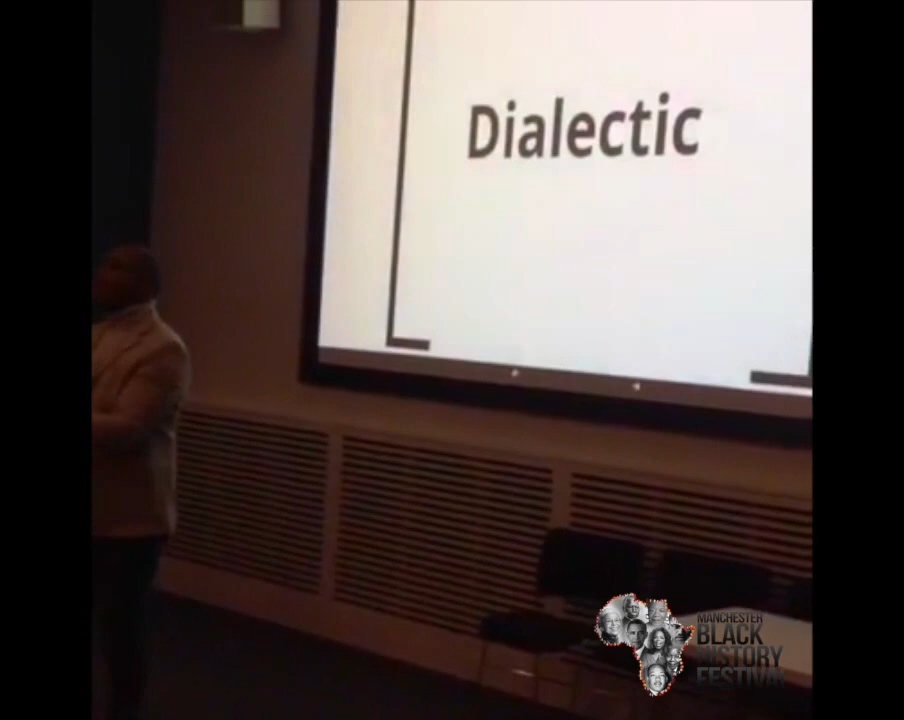 Dialectic
MANCHESTER
BLACK
HISTORY
FESTIVAL